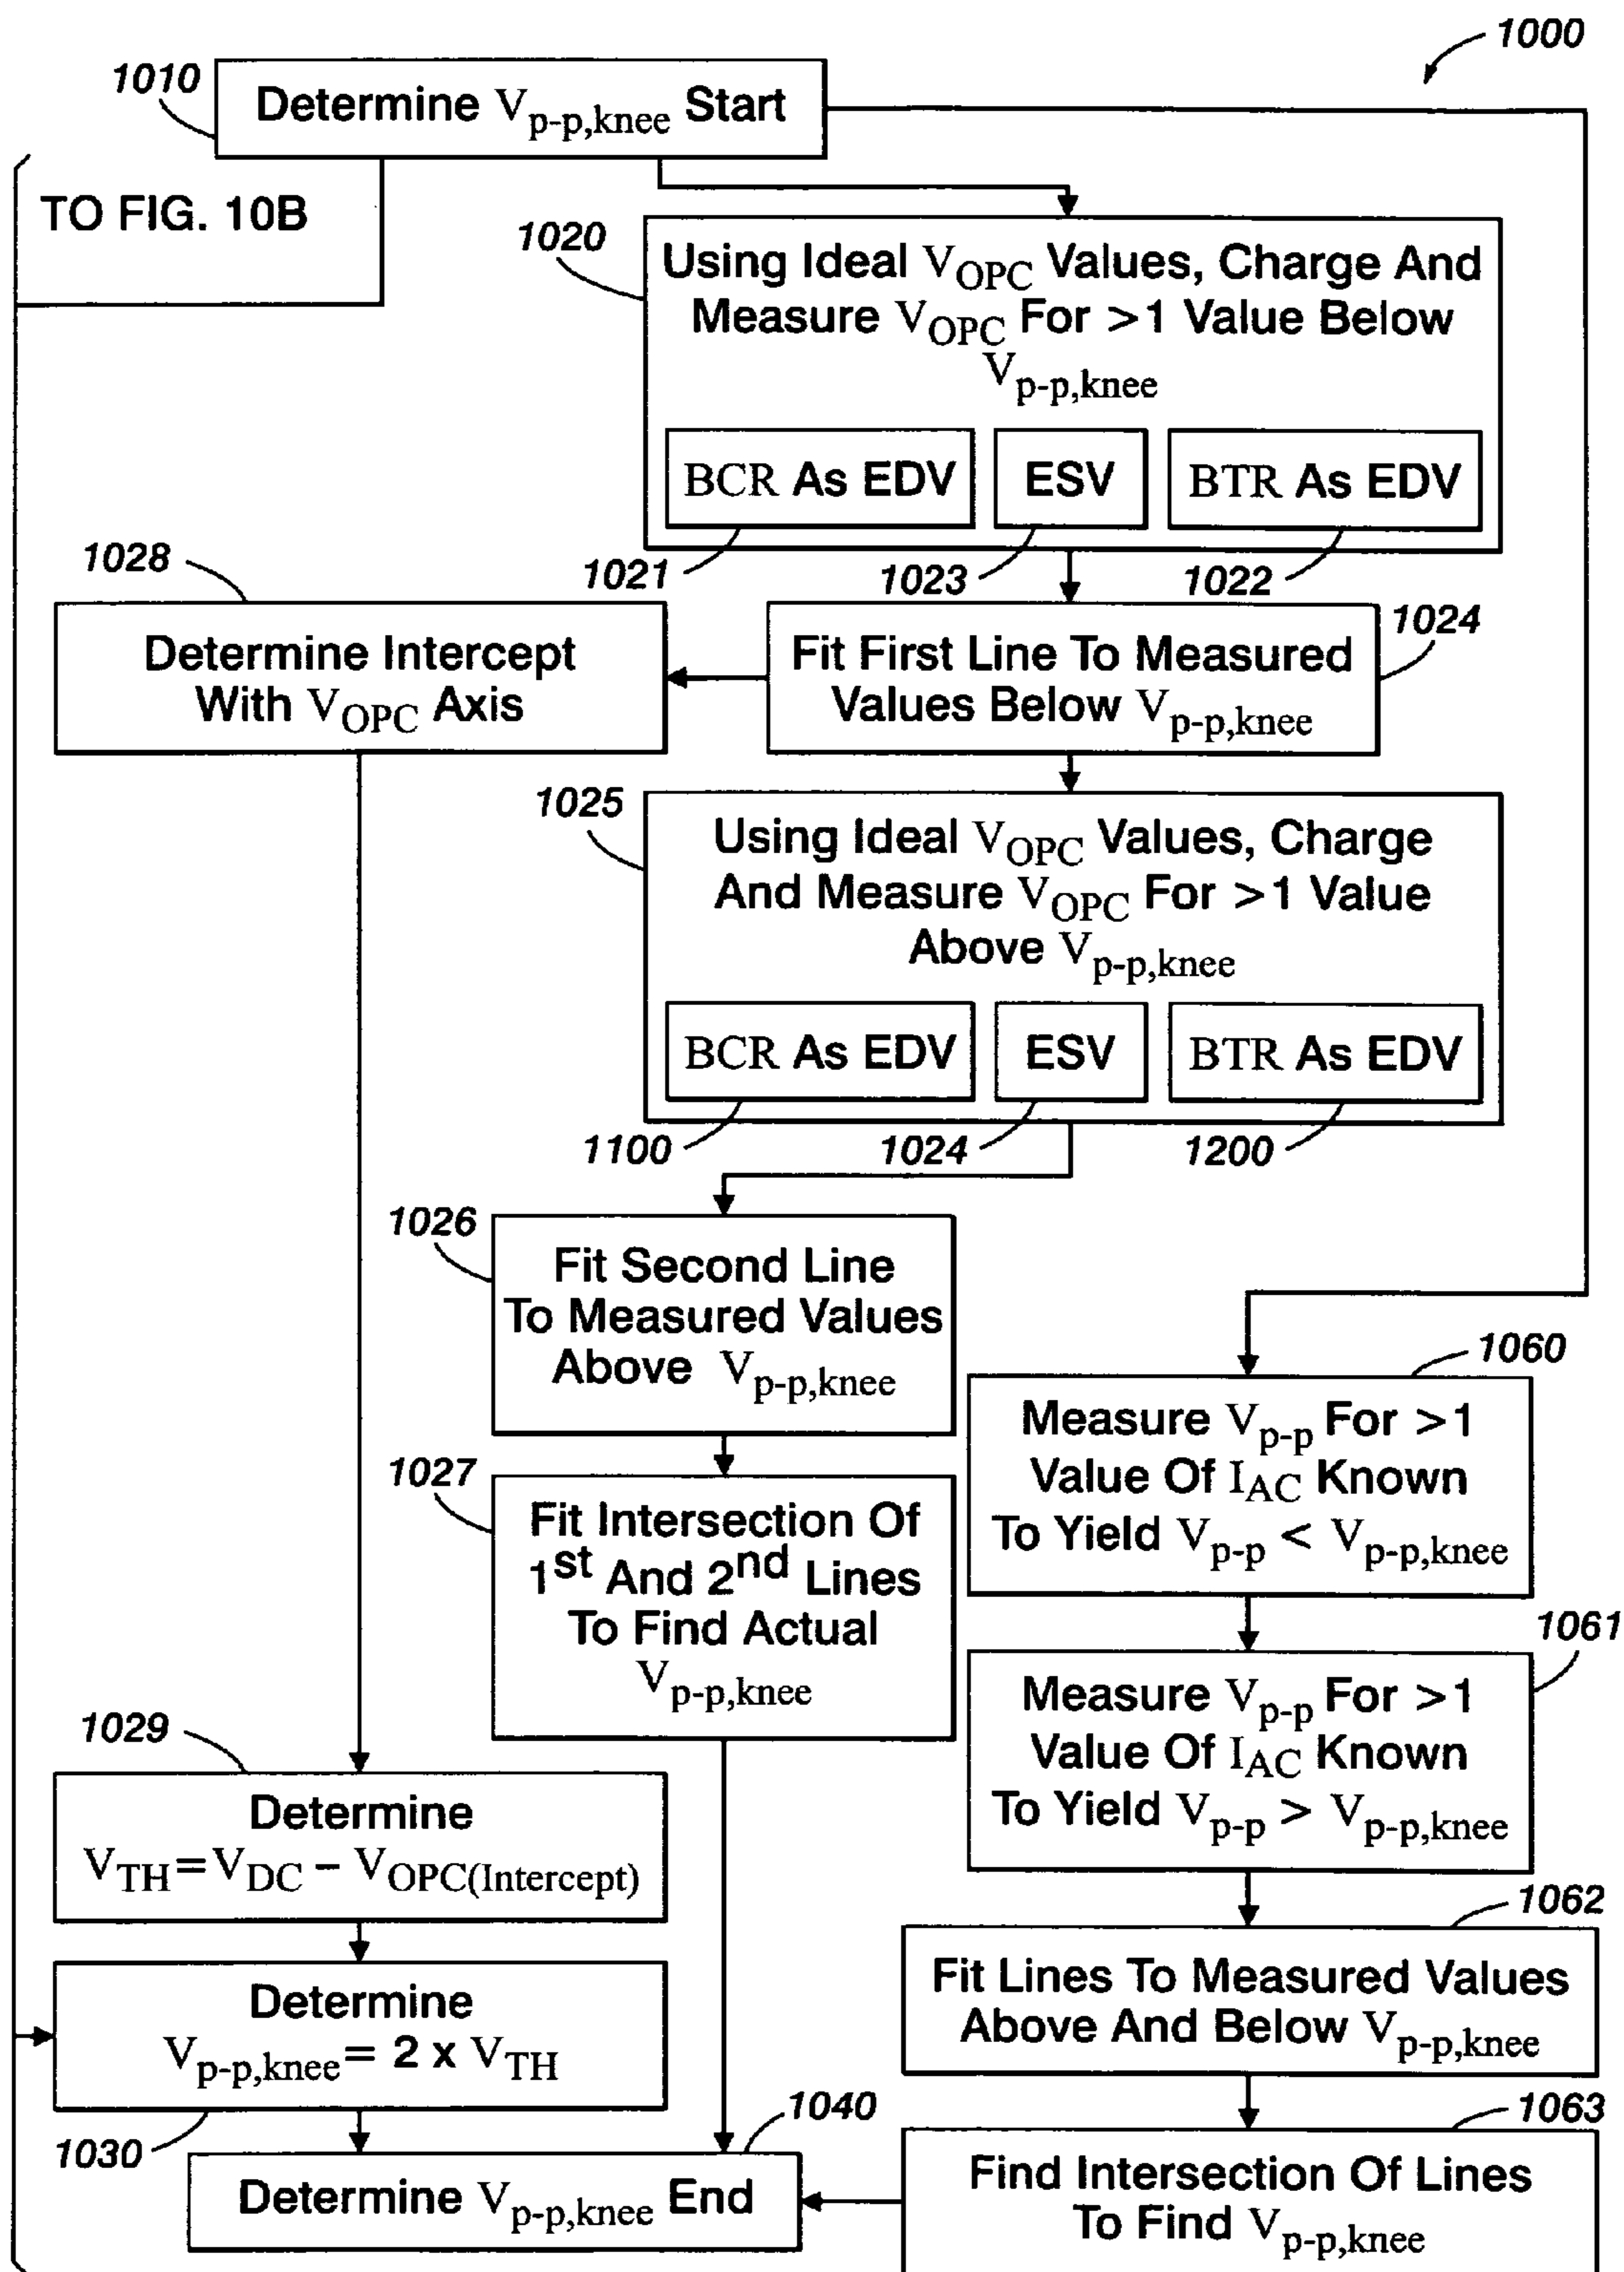 1000
1010
Determine Vp-p,knee Start
TO FIG. 10B
1020
Using Ideal VOPC Values, Charge And
Measure VOPC For >1 Value Below
Vp-p,knee
BCR As EDV
ESV
BTR As EDV
1021
1023
1022
1028
Determine Intercept
With VOPC Axis
1024
Fit First Line To Measured
Values Below Vp-p,knee
1025
Using Ideal VOPC Values, Charge
And Measure VOPC For >1 Value
Above Vp-p,knee
BCR As EDV
ESV
BTR As EDV
1100
1024
1200
1026
Fit Second Line
To Measured Values
Above Vp-p,knee
1027
Fit Intersection Of
1st And 2nd Lines
To Find Actual
Vp-p,knee
1060
Measure Vp-p For >1
Value Of IAC Known
To Yield Vp-p < Vp-p,knee
1061
Measure Vp-p For >1
Value Of IAC Known
To Yield Vp-p > Vp-p,knee
1029
Determine
VTH=VDC – VOPC(Intercept)
1062
Fit Lines To Measured Values
Above And Below Vp-p,knee
Determine
Vp-p,knee= 2 x VTH
1030
1040
Determine Vp-p,knee End
1063
Find Intersection Of Lines
To Find Vp-p,knee